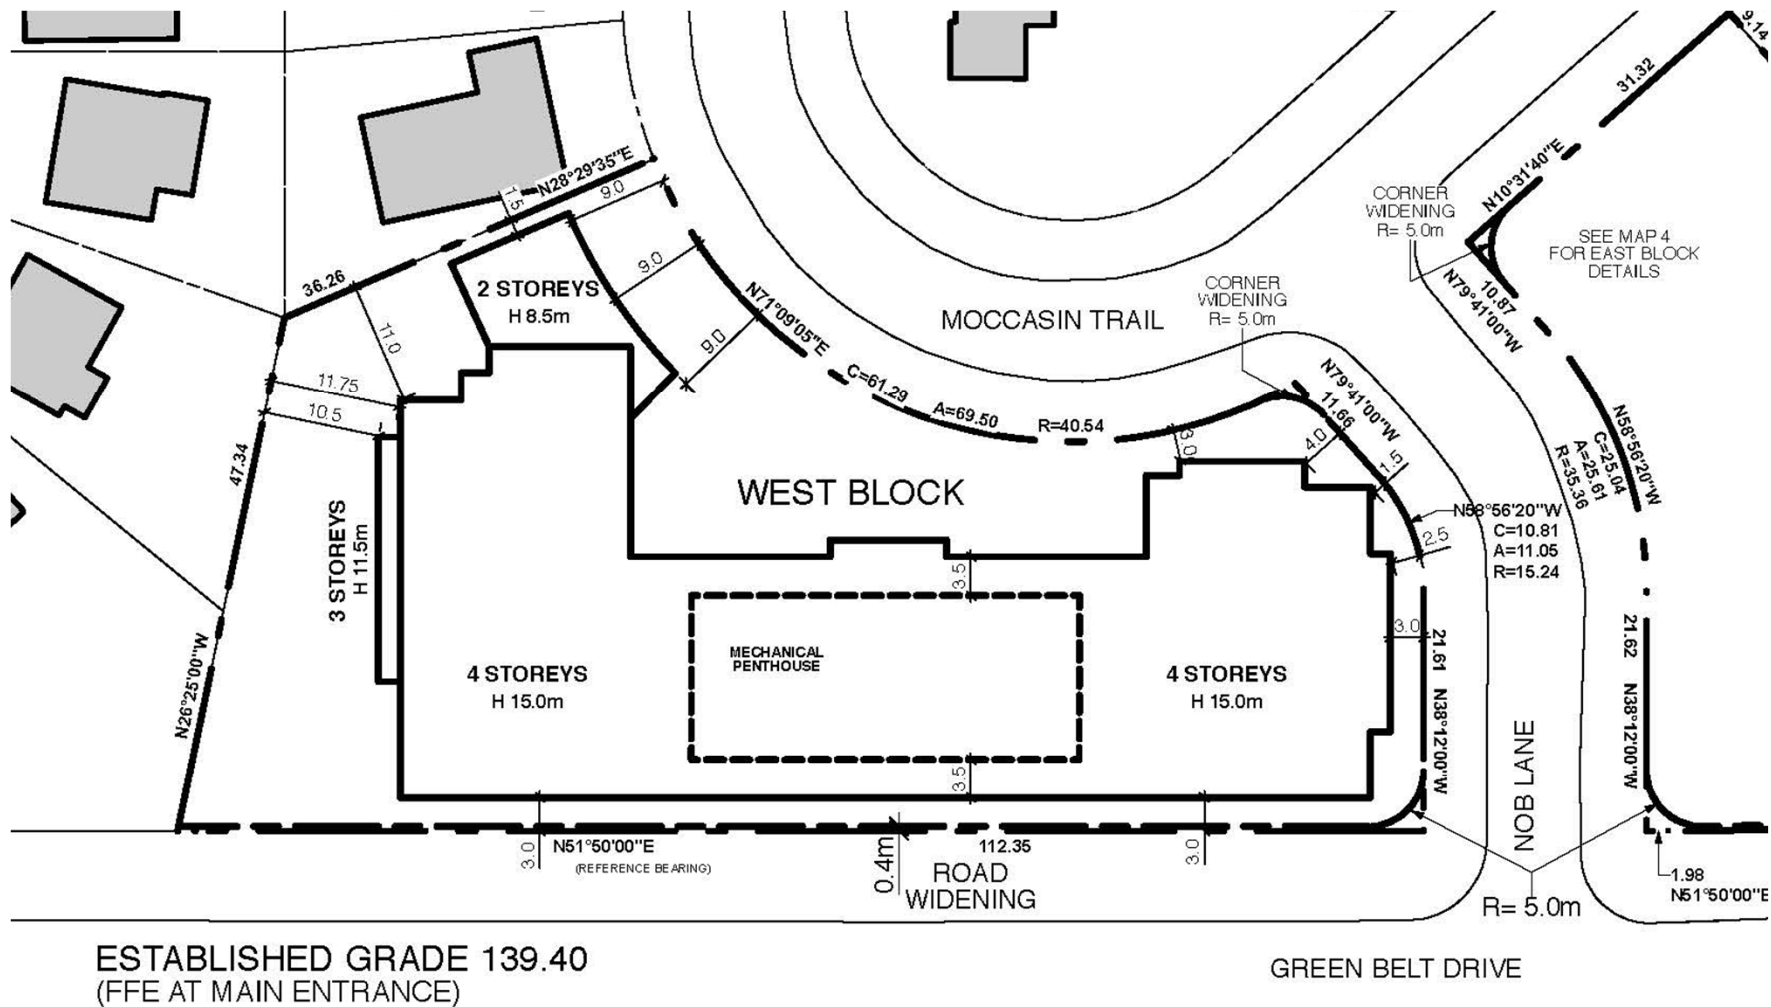 9.14
31.32
N10°31'40"E
CORNER
WIDENING
R= 5.0m
SEE MAP 4
FOR EAST BLOCK
DETAILS
10.87
N79°41'00"W
N28°29'35"E
1.5
9.0
36.26
2 STOREYS
H 8.5m
9.0
N71°09'05"E
9.0
11.0
MOCCASIN TRAIL
CORNER
WIDENING
R= 5.0m
11.75
10.5
C=61.29
A=69.50
R=40.54
N79°41'00"W
11.66
3.0
4.0
1.5
47.34
WEST BLOCK
N58°56'20"W
C=25.04
A=25.61
R=35.36
N58°56'20"W
C=10.81
A=11.05
R=15.24
2.5
3 STOREYS
H 11.5m
3.5
MECHANICAL
PENTHOUSE
4 STOREYS
H 15.0m
4 STOREYS
H 15.0m
3.0
21.61 N38°12'00"W
21.62 N38°12'00"W
N26°25'00"W
3.5
NOB LANE
3.0
N51°50'00"E
(REFERENCE BEARING)
0.4m
ROAD
WIDENING
112.35
3.0
1.98
N51°50'00"E
R= 5.0m
ESTABLISHED GRADE 139.40
(FFE AT MAIN ENTRANCE)
GREEN BELT DRIVE